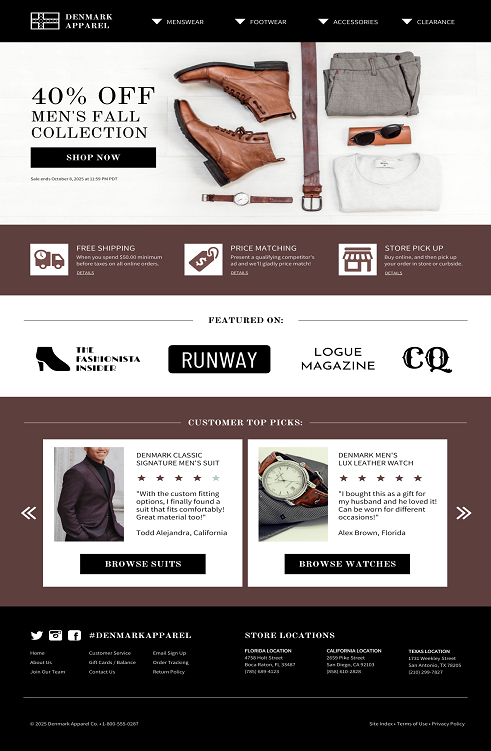 DENMARK
APPAREL
MENSWEAR
FOOTWEAR
ACCESSORIES
CLEARANCE
40% OFF
MEN'S FALL
COLLECTION
SHOP NOW
Sale ends October 8, 2025 at 11:59 PM PDT
FREE SHIPPING
When you spend $50.00 minimum
before taxes on all online orders.
DETAILS
PRICE MATCHING
Present a qualifying competitor's
ad and we'll gladly price match!
DETAILS
STORE PICK UP
Buy online, and then pick up
your order in store or curbside.
DETAILS
FEATURED ON:
THE
FASHIONISTA
INSIDER
RUNWAY
LOGUE
MAGAZINE
CQ
CUSTOMER TOP PICKS:
DENMARK CLASSIC
SIGNATURE MEN'S SUIT
"With the custom fitting
options, I finally found a
suit that fits comfortably!
Great material too!"
Todd Alejandra, California
BROWSE SUITS
DENMARK MEN'S
LUX LEATHER WATCH
"I bought this as a gift for
my husband and he loved it!
Can be worn for different
occasions!"
Alex Brown, Florida
BROWSE WATCHES
#DENMARKAPPAREL
Home
About Us
Join Our Team
Customer Service
Gift Cards / Balance
Contact Us
Email Sign Up
Order Tracking
Return Policy
STORE LOCATIONS
FLORIDA LOCATION
4758 Holt Street
Boca Raton, FL 33487
(785) 689-4123
CALIFORNIA LOCATION
2659 Pike Street
San Diego, CA 92103
(858) 610-2828
TEXAS LOCATION
1731 Weekley Street
San Antonio, TX 78205
(210) 299-7827
© 2025 Denmark Apparel Co. • 1-800-555-0267
Site Index • Terms of Use • Privacy Policy